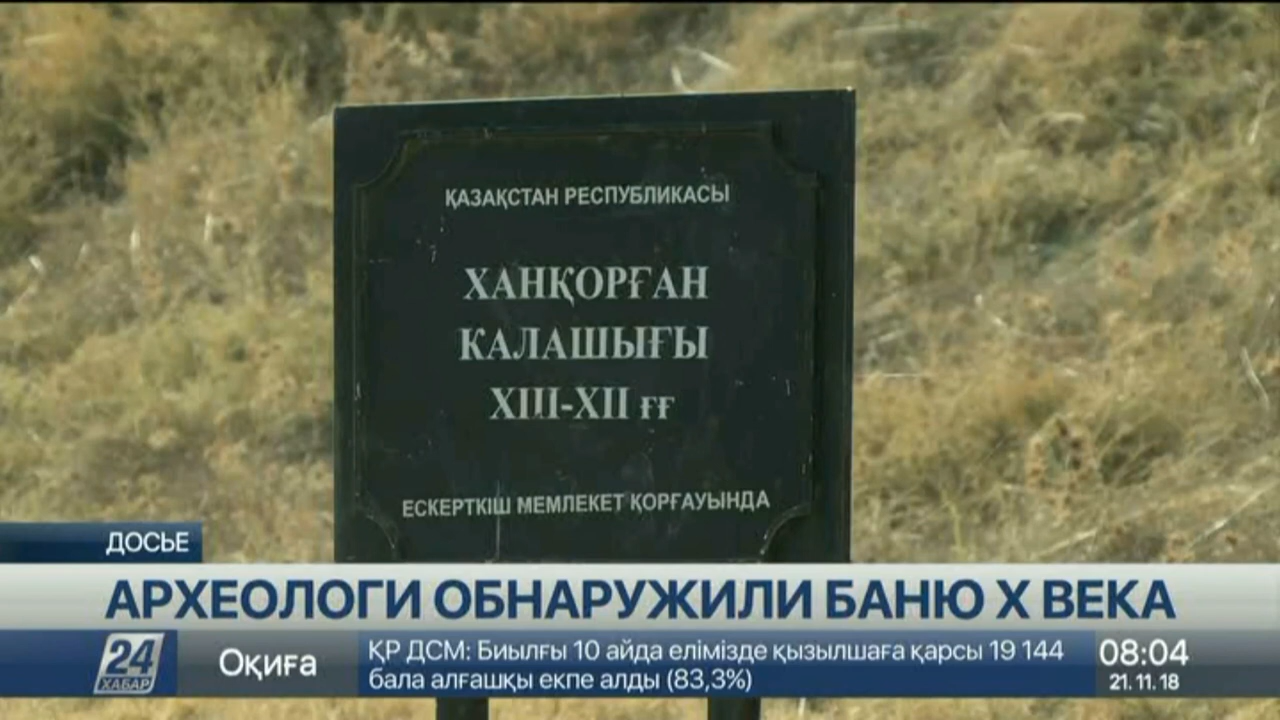 ҚАЗАҚСТАН РЕСПУБЛИКАСЫ
ХАНҚОРҒАН
ҚАЛАШЫҒЫ
XIII-XII ғғ
ЕСКЕРТКІШ МЕМЛЕКЕТ ҚОРҒАУЫНДА
ДОСЬЕ
АРХЕОЛОГИ ОБНАРУЖИЛИ БАНЮ X ВЕКА
24
ХАБАР
Оқиға
ҚР ДСМ: Биылғы 10 айда елімізде қызылшаға қарсы 19 144
бала алғашқы екпе алды (83,3%)
08:04
21. 11. 18